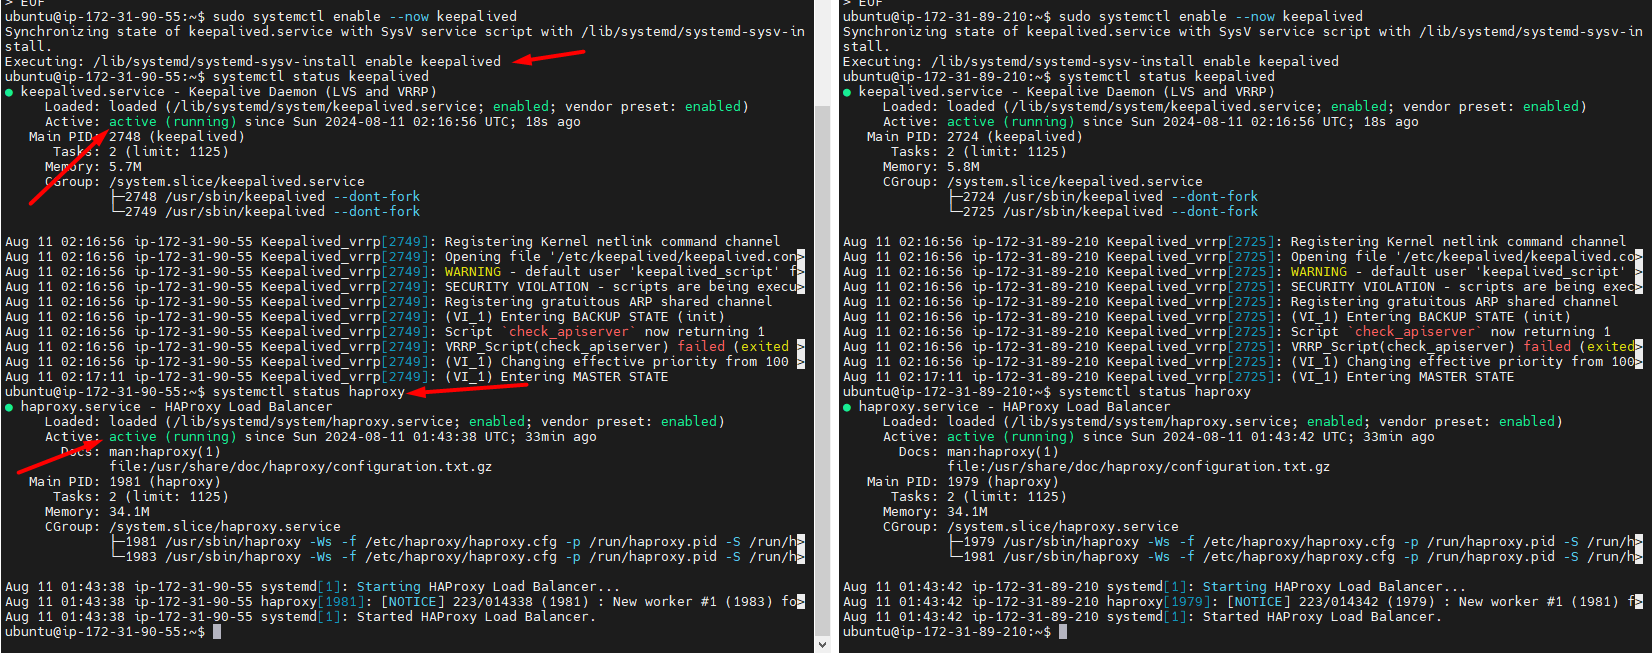 > EOF
ubuntu@ip-172-31-90-55:~$ sudo systemctl enable --now keepalived
Synchronizing state of keepalived.service with SysV service script with /lib/systemd/systemd-sysv-in
stall.
Executing: /lib/systemd/systemd-sysv-install enable keepalived
ubuntu@ip-172-31-90-55:~$ systemctl status keepalived
● keepalived.service - Keepalive Daemon (LVS and VRRP)
Loaded: loaded (/lib/systemd/system/keepalived.service; enabled; vendor preset: enabled)
Active: active (running) since Sun 2024-08-11 02:16:56 UTC; 18s ago
Main PID: 2748 (keepalived)
Tasks: 2 (limit: 1125)
Memory: 5.7M
CGroup: /system.slice/keepalived.service
├─2748 /usr/sbin/keepalived --dont-fork
└─2749 /usr/sbin/keepalived --dont-fork
Aug 11 02:16:56 ip-172-31-90-55 Keepalived_vrrp[2749]: Registering Kernel netlink command channel
Aug 11 02:16:56 ip-172-31-90-55 Keepalived_vrrp[2749]: Opening file '/etc/keepalived/keepalived.con>
Aug 11 02:16:56 ip-172-31-90-55 Keepalived_vrrp[2749]: WARNING - default user 'keepalived_script' f>
Aug 11 02:16:56 ip-172-31-90-55 Keepalived_vrrp[2749]: SECURITY VIOLATION - scripts are being execu>
Aug 11 02:16:56 ip-172-31-90-55 Keepalived_vrrp[2749]: Registering gratuitous ARP shared channel
Aug 11 02:16:56 ip-172-31-90-55 Keepalived_vrrp[2749]: (VI_1) Entering BACKUP STATE (init)
Aug 11 02:16:56 ip-172-31-90-55 Keepalived_vrrp[2749]: Script `check_apiserver` now returning 1
Aug 11 02:16:56 ip-172-31-90-55 Keepalived_vrrp[2749]: VRRP_Script(check_apiserver) failed (exited >
Aug 11 02:16:56 ip-172-31-90-55 Keepalived_vrrp[2749]: (VI_1) Changing effective priority from 100 >
Aug 11 02:17:11 ip-172-31-90-55 Keepalived_vrrp[2749]: (VI_1) Entering MASTER STATE
ubuntu@ip-172-31-90-55:~$ systemctl status haproxy
● haproxy.service - HAProxy Load Balancer
Loaded: loaded (/lib/systemd/system/haproxy.service; enabled; vendor preset: enabled)
Active: active (running) since Sun 2024-08-11 01:43:38 UTC; 33min ago
Docs: man:haproxy(1)
file:/usr/share/doc/haproxy/configuration.txt.gz
Main PID: 1981 (haproxy)
Tasks: 2 (limit: 1125)
Memory: 34.1M
CGroup: /system.slice/haproxy.service
├─1981 /usr/sbin/haproxy -Ws -f /etc/haproxy/haproxy.cfg -p /run/haproxy.pid -S /run/h>
└─1983 /usr/sbin/haproxy -Ws -f /etc/haproxy/haproxy.cfg -p /run/haproxy.pid -S /run/h>
Aug 11 01:43:38 ip-172-31-90-55 systemd[1]: Starting HAProxy Load Balancer...
Aug 11 01:43:38 ip-172-31-90-55 haproxy[1981]: [NOTICE] 223/014338 (1981) : New worker #1 (1983) fo>
Aug 11 01:43:38 ip-172-31-90-55 systemd[1]: Started HAProxy Load Balancer.
ubuntu@ip-172-31-90-55:~$
> EOF
ubuntu@ip-172-31-89-210:~$ sudo systemctl enable --now keepalived
Synchronizing state of keepalived.service with SysV service script with /lib/systemd/systemd-sysv-in
stall.
Executing: /lib/systemd/systemd-sysv-install enable keepalived
ubuntu@ip-172-31-89-210:~$ systemctl status keepalived
● keepalived.service - Keepalive Daemon (LVS and VRRP)
Loaded: loaded (/lib/systemd/system/keepalived.service; enabled; vendor preset: enabled)
Active: active (running) since Sun 2024-08-11 02:16:56 UTC; 18s ago
Main PID: 2724 (keepalived)
Tasks: 2 (limit: 1125)
Memory: 5.8M
CGroup: /system.slice/keepalived.service
├─2724 /usr/sbin/keepalived --dont-fork
└─2725 /usr/sbin/keepalived --dont-fork
Aug 11 02:16:56 ip-172-31-89-210 Keepalived_vrrp[2725]: Registering Kernel netlink command channel
Aug 11 02:16:56 ip-172-31-89-210 Keepalived_vrrp[2725]: Opening file '/etc/keepalived/keepalived.co>
Aug 11 02:16:56 ip-172-31-89-210 Keepalived_vrrp[2725]: WARNING - default user 'keepalived_script' >
Aug 11 02:16:56 ip-172-31-89-210 Keepalived_vrrp[2725]: SECURITY VIOLATION - scripts are being exec>
Aug 11 02:16:56 ip-172-31-89-210 Keepalived_vrrp[2725]: Registering gratuitous ARP shared channel
Aug 11 02:16:56 ip-172-31-89-210 Keepalived_vrrp[2725]: (VI_1) Entering BACKUP STATE (init)
Aug 11 02:16:56 ip-172-31-89-210 Keepalived_vrrp[2725]: Script `check_apiserver` now returning 1
Aug 11 02:16:56 ip-172-31-89-210 Keepalived_vrrp[2725]: VRRP_Script(check_apiserver) failed (exited>
Aug 11 02:16:56 ip-172-31-89-210 Keepalived_vrrp[2725]: (VI_1) Changing effective priority from 100>
Aug 11 02:17:11 ip-172-31-89-210 Keepalived_vrrp[2725]: (VI_1) Entering MASTER STATE
ubuntu@ip-172-31-89-210:~$ systemctl status haproxy
● haproxy.service - HAProxy Load Balancer
Loaded: loaded (/lib/systemd/system/haproxy.service; enabled; vendor preset: enabled)
Active: active (running) since Sun 2024-08-11 01:43:42 UTC; 33min ago
Docs: man:haproxy(1)
file:/usr/share/doc/haproxy/configuration.txt.gz
Main PID: 1979 (haproxy)
Tasks: 2 (limit: 1125)
Memory: 34.1M
CGroup: /system.slice/haproxy.service
├─1979 /usr/sbin/haproxy -Ws -f /etc/haproxy/haproxy.cfg -p /run/haproxy.pid -S /run/h>
└─1981 /usr/sbin/haproxy -Ws -f /etc/haproxy/haproxy.cfg -p /run/haproxy.pid -S /run/h>
Aug 11 01:43:42 ip-172-31-89-210 systemd[1]: Starting HAProxy Load Balancer...
Aug 11 01:43:42 ip-172-31-89-210 haproxy[1979]: [NOTICE] 223/014342 (1979) : New worker #1 (1981) f>
Aug 11 01:43:42 ip-172-31-89-210 systemd[1]: Started HAProxy Load Balancer.
ubuntu@ip-172-31-89-210:~$